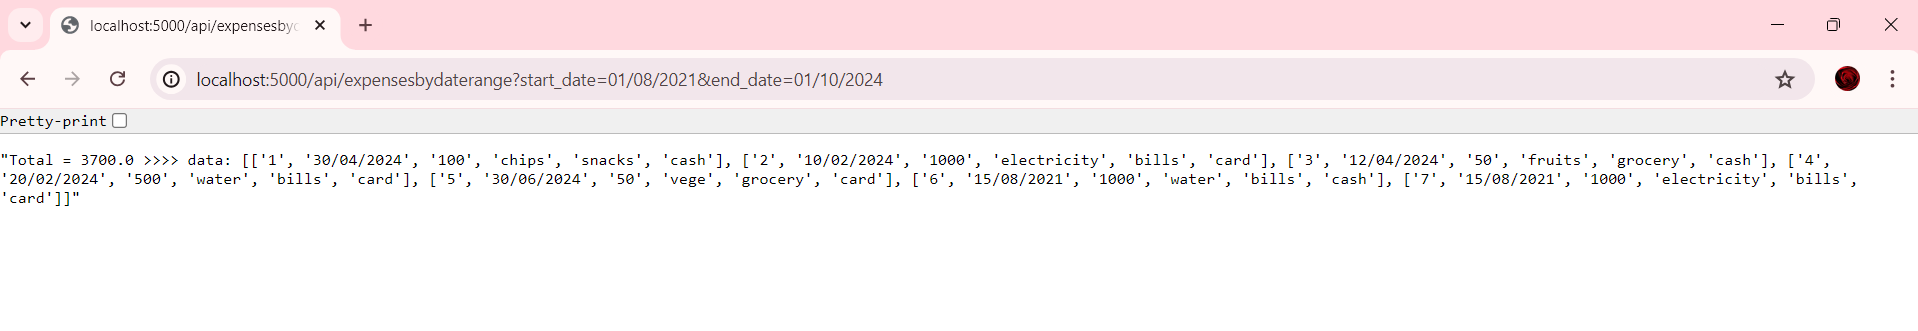 localhost:5000/api/expensesbyd
localhost:5000/api/expensesbydaterange?start_date=01/08/2021&end_date=01/10/2024
Pretty-print
"Total = 3700.0 >>>> data: [['1', '30/04/2024', '100', 'chips', 'snacks', 'cash'], ['2', '10/02/2024', '1000', 'electricity', 'bills', 'card'], ['3', '12/04/2024', '50', 'fruits', 'grocery', 'cash'], ['4',
'20/02/2024', '500', 'water', 'bills', 'card'], ['5', '30/06/2024', '50', 'vege', 'grocery', 'card'], ['6', '15/08/2021', '1000', 'water', 'bills', 'cash'], ['7', '15/08/2021', '1000', 'electricity', 'bills',
'card']]"